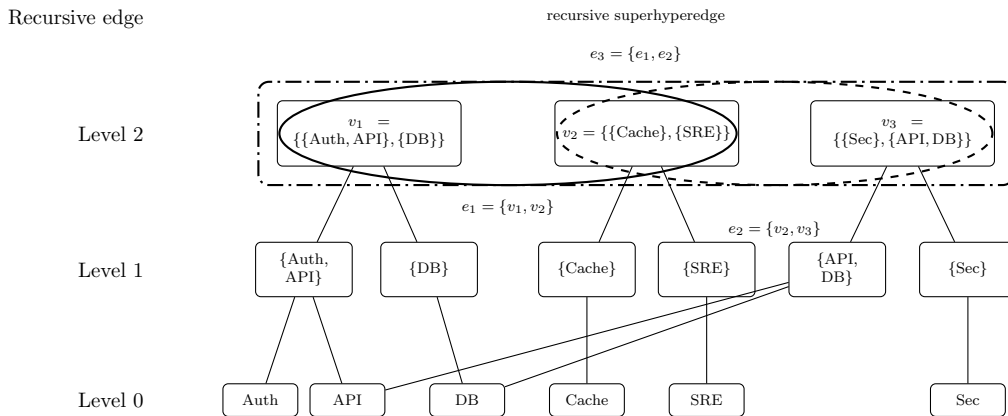 Recursive edge
recursive superhyperedge
e₃ = {e₁, e₂}
Level 2
v₁ =
{{Auth, API}, {DB}}
v₂ = {{Cache}, {SRE}}
v₃ =
{{Sec}, {API, DB}}
e₁ = {v₁, v₂}
e₂ = {v₂, v₃}
Level 1
{Auth,
API}
{DB}
{Cache}
{SRE}
{API,
DB}
{Sec}
Level 0
Auth
API
DB
Cache
SRE
Sec